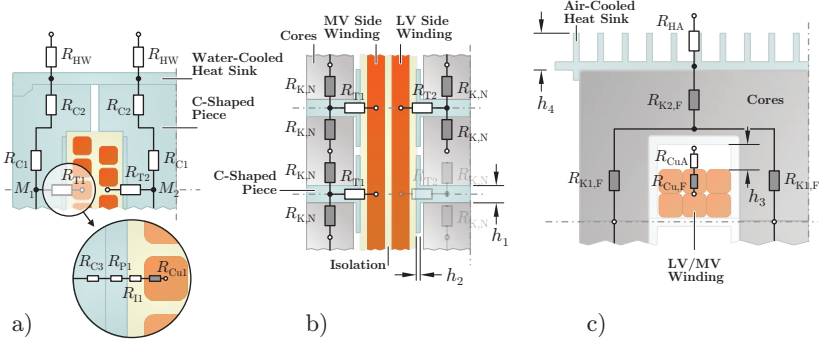 R_HW
R_HW
Water-Cooled
Heat Sink
R_C2
R_C2
C-Shaped
Piece
R_C1
R_C1
R_T1
R_T2
M_1
M_2
R_C3
R_P1
R_I1
R_Cu1
a)
MV Side
Winding
LV Side
Winding
Cores
R_K,N
R_K,N
R_T1
R_T2
R_K,N
R_K,N
R_K,N
R_K,N
C-Shaped
Piece
R_T1
R_T2
R_K,N
R_K,N
h_1
Isolation
h_2
b)
Air-Cooled
Heat Sink
R_HA
h_4
R_K2,F
Cores
R_CuA
R_K1,F
R_Cu,F
R_K1,F
h_3
LV/MV
Winding
c)